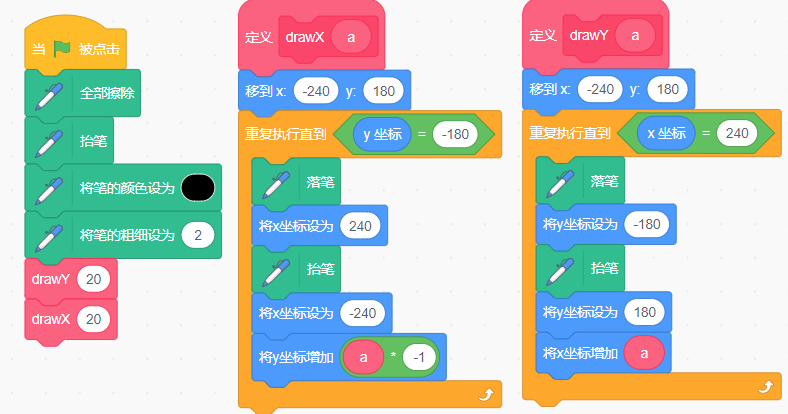 当 被点击
全部擦除
抬笔
将笔的颜色设为
将笔的粗细设为 2
drawY 20
drawX 20
定义 drawX a
移到 x: -240 y: 180
重复执行直到 y 坐标 = -180
落笔
将x坐标设为 240
抬笔
将x坐标设为 -240
将y坐标增加 a * -1
定义 drawY a
移到 x: -240 y: 180
重复执行直到 x 坐标 = 240
落笔
将y坐标设为 -180
抬笔
将y坐标设为 180
将x坐标增加 a